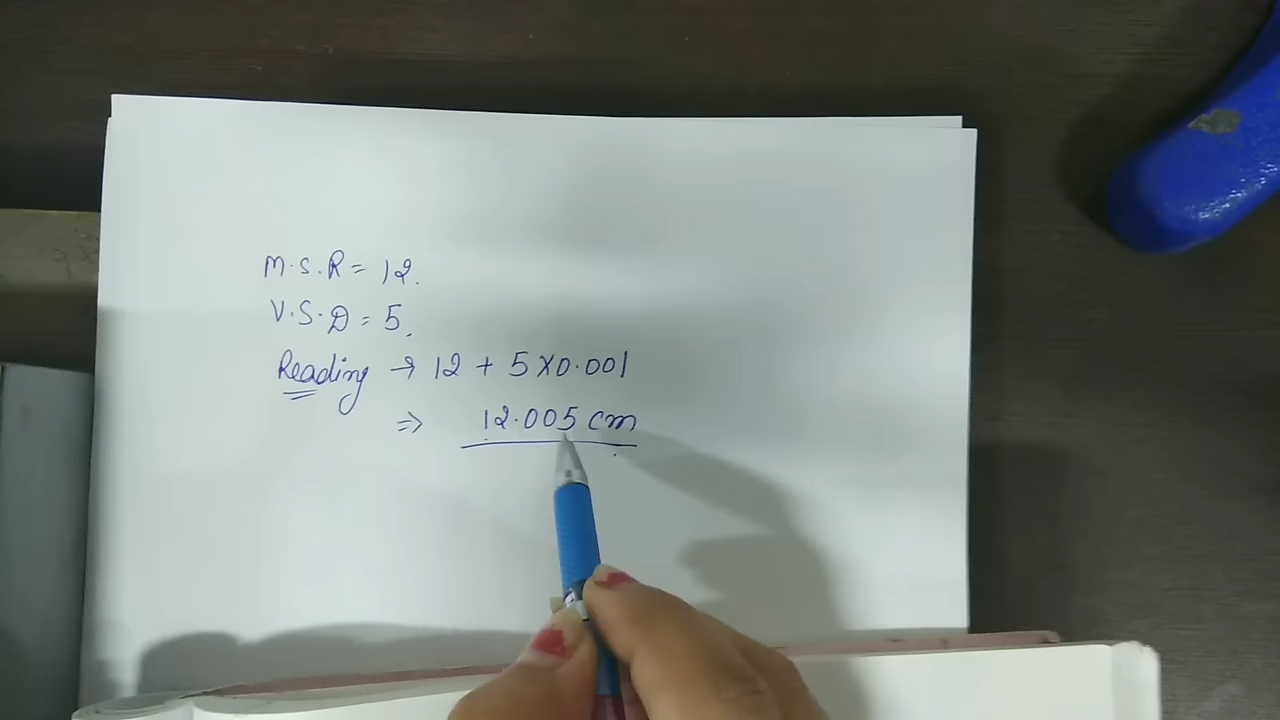 M.S.R = 12.
V.S.D = 5.
Reading → 12 + 5 X 0.001
⇒ 12.005 cm